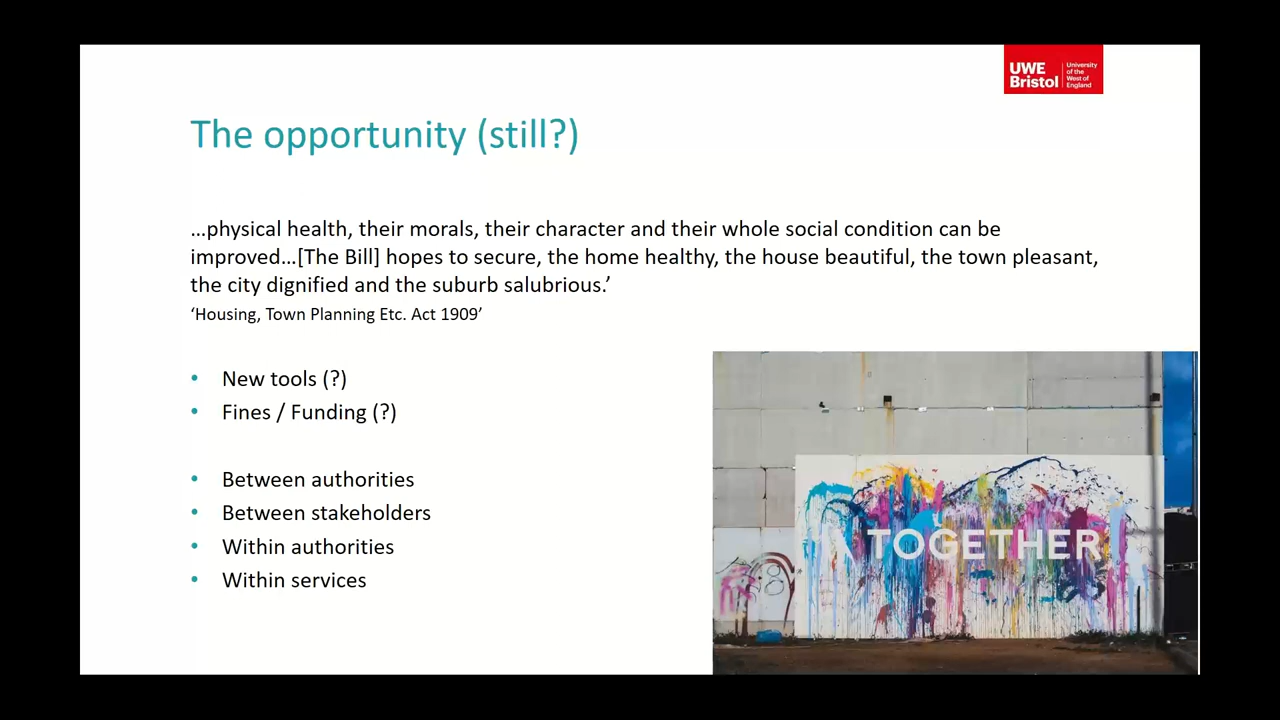 UWE
Bristol
University
of the
West of
England
The opportunity (still?)
…physical health, their morals, their character and their whole social condition can be
improved…[The Bill] hopes to secure, the home healthy, the house beautiful, the town pleasant,
the city dignified and the suburb salubrious.’
‘Housing, Town Planning Etc. Act 1909’
• New tools (?)
• Fines / Funding (?)
• Between authorities
• Between stakeholders
• Within authorities
• Within services
TOGETHER